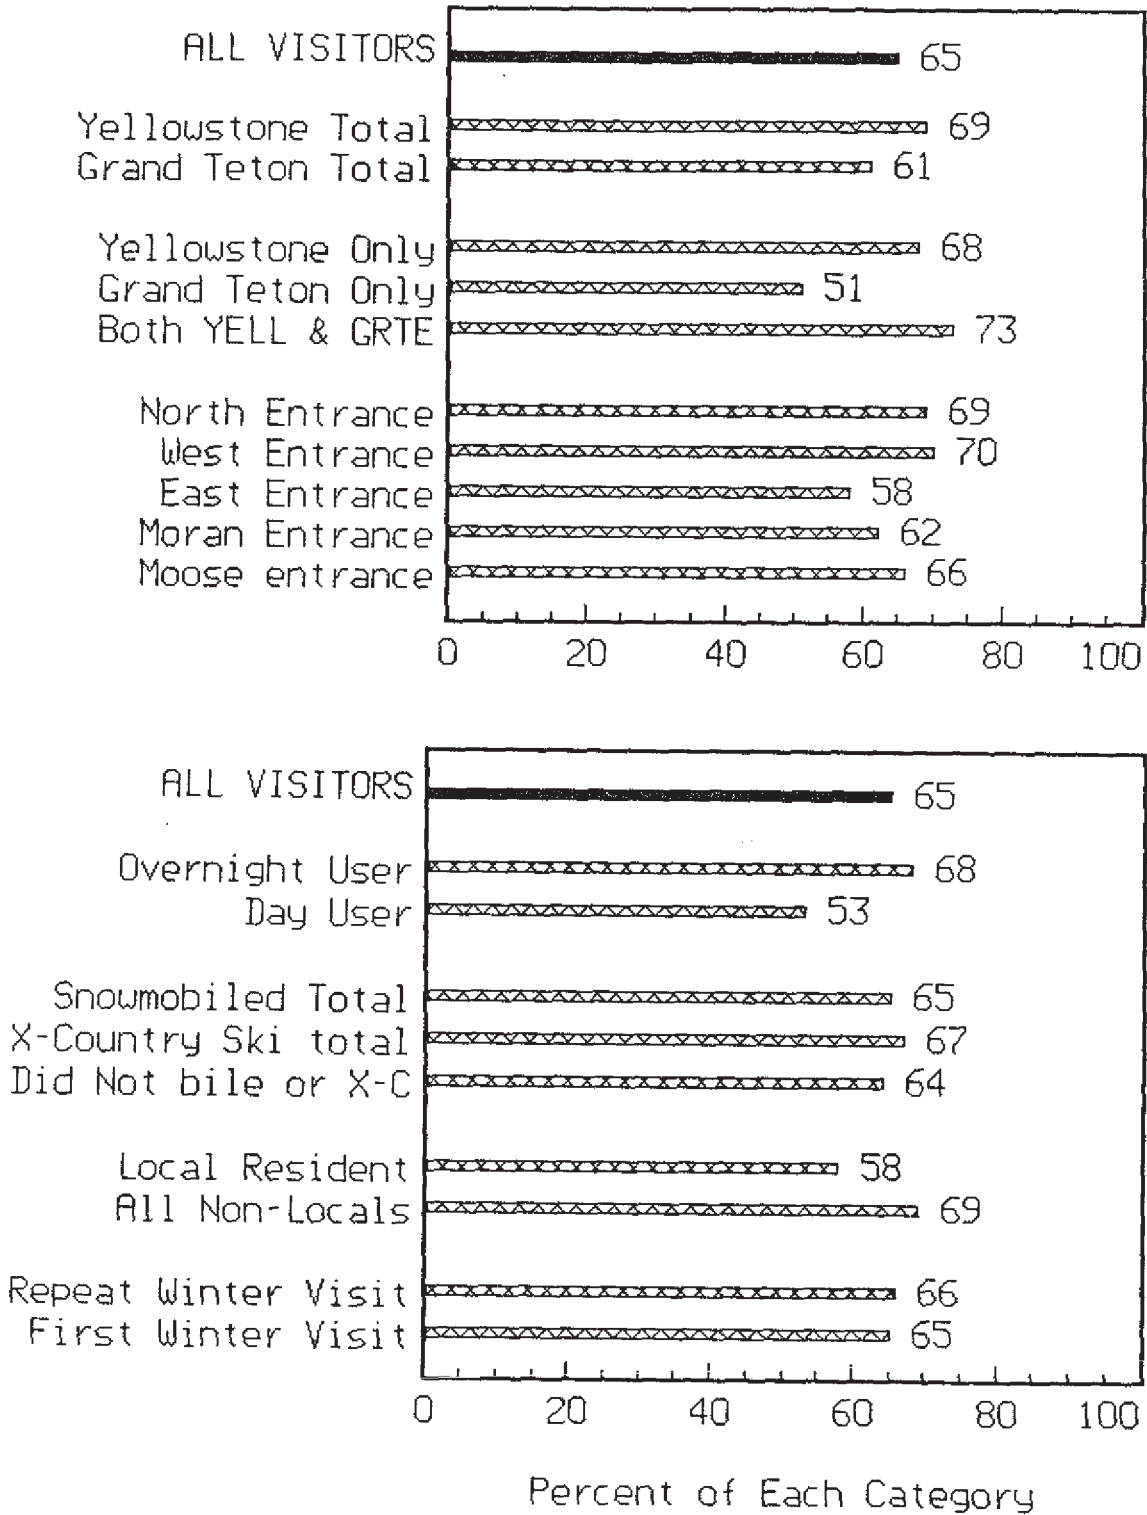 ALL VISITORS 65
Yellowstone Total 69
Grand Teton Total 61
Yellowstone Only 68
Grand Teton Only 51
Both YELL & GRTE 73
North Entrance 69
West Entrance 70
East Entrance 58
Moran Entrance 62
Moose entrance 66
0 20 40 60 80 100
ALL VISITORS 65
Overnight User 68
Day User 53
Snowmobiled Total 65
X-Country Ski total 67
Did Not bile or X-C 64
Local Resident 58
All Non-Locals 69
Repeat Winter Visit 66
First Winter Visit 65
0 20 40 60 80 100
Percent of Each Category